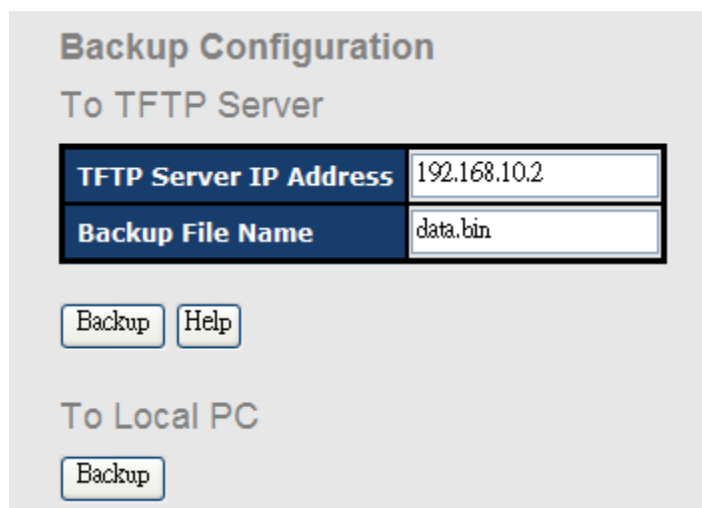 Backup Configuration
To TFTP Server
TFTP Server IP Address 192.168.10.2
Backup File Name data.bin
Backup Help
To Local PC
Backup